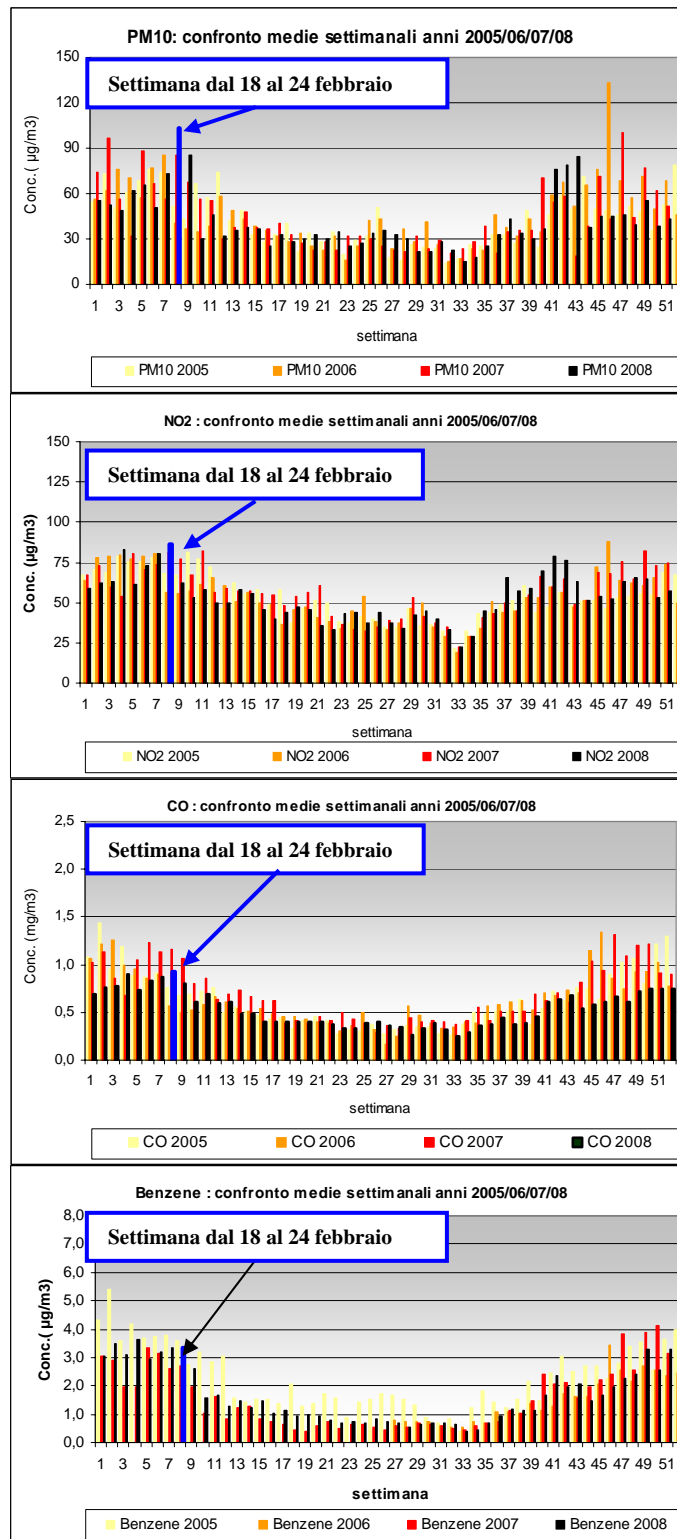 PM10: confronto medie settimanali anni 2005/06/07/08
Settimana dal 18 al 24 febbraio
Conc.( µg/m3)
150
120
90
60
30
0
1 3 5 7 9 11 13 15 17 19 21 23 25 27 29 31 33 35 37 39 41 43 45 47 49 51
settimana
PM10 2005 PM10 2006 PM10 2007 PM10 2008
NO2 : confronto medie settimanali anni 2005/06/07/08
Settimana dal 18 al 24 febbraio
Conc. (µg/m3)
150
125
100
75
50
25
0
1 3 5 7 9 11 13 15 17 19 21 23 25 27 29 31 33 35 37 39 41 43 45 47 49 51
settimana
NO2 2005 NO2 2006 NO2 2007 NO2 2008
CO : confronto medie settimanali anni 2005/06/07/08
Settimana dal 18 al 24 febbraio
Conc. (mg/m3)
2,5
2,0
1,5
1,0
0,5
0,0
1 3 5 7 9 11 13 15 17 19 21 23 25 27 29 31 33 35 37 39 41 43 45 47 49 51
settimana
CO 2005 CO 2006 CO 2007 CO 2008
Benzene : confronto medie settimanali anni 2005/06/07/08
Settimana dal 18 al 24 febbraio
Conc.( µg/m3)
8,0
7,0
6,0
5,0
4,0
3,0
2,0
1,0
0,0
1 3 5 7 9 11 13 15 17 19 21 23 25 27 29 31 33 35 37 39 41 43 45 47 49 51
settimana
Benzene 2005 Benzene 2006 Benzene 2007 Benzene 2008